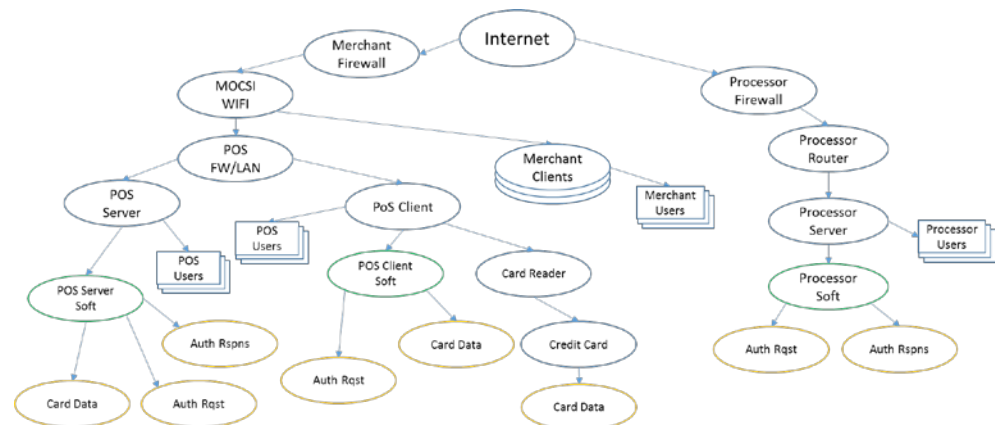 Internet
Merchant
Firewall
Processor
Firewall
MOCSI
WIFI
POS
FW/LAN
Merchant
Clients
Processor
Router
POS
Server
PoS Client
Merchant
Users
Processor
Server
POS
Users
POS
Users
Processor
Users
POS Server
Soft
POS Client
Soft
Card Reader
Processor
Soft
Auth Rspns
Card Data
Credit Card
Auth Rqst
Auth Rspns
Auth Rqst
Card Data
Auth Rqst
Card Data